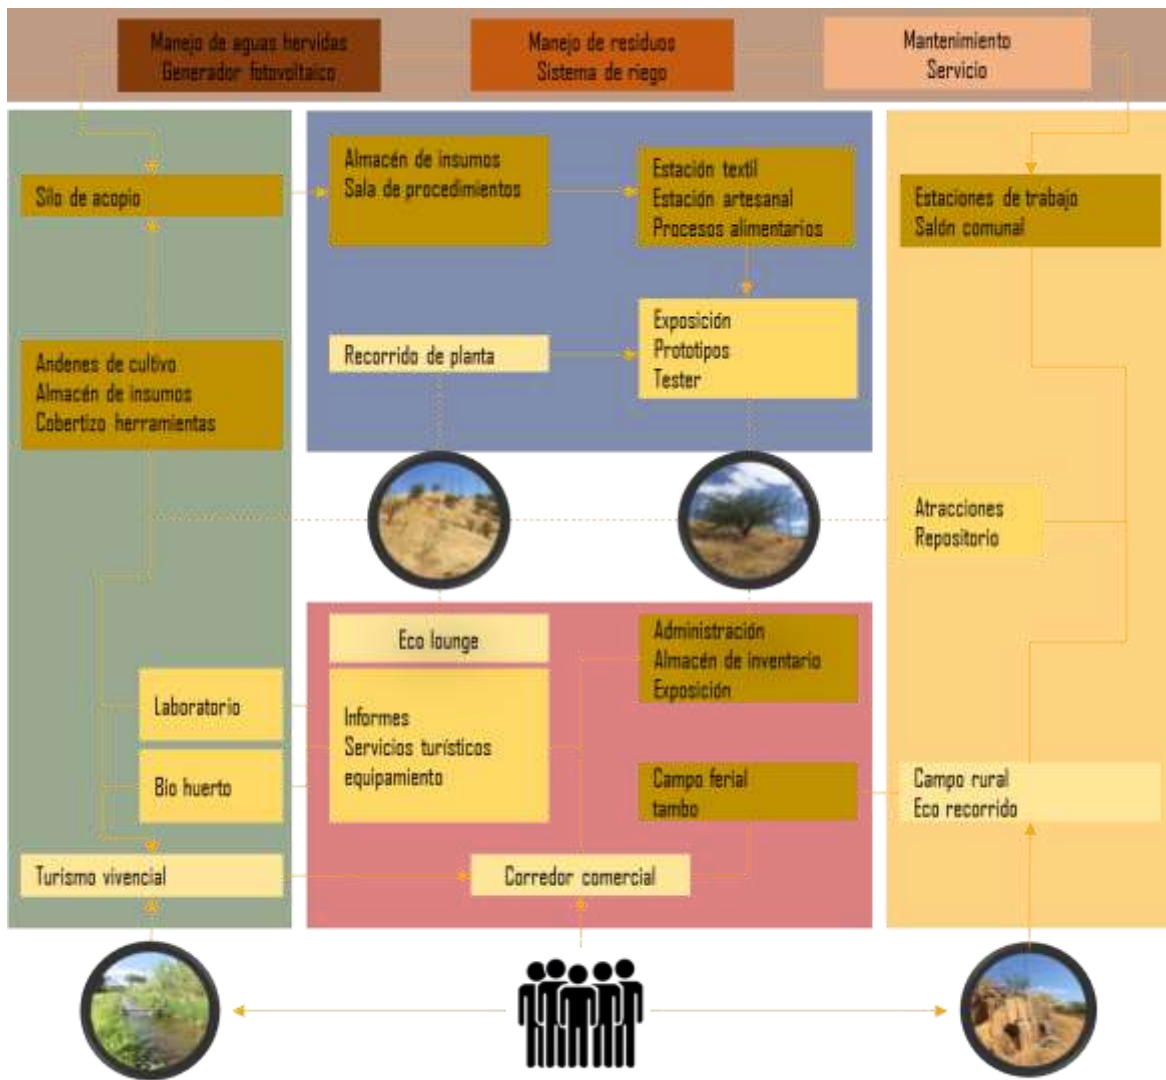 Manejo de aguas hervidas
Generador fotovoltaico
Manejo de residuos
Sistema de riego
Mantenimiento
Servicio
Silo de acopio
Andenes de cultivo
Almacén de insumos
Cobertizo herramientas
Laboratorio
Bio huerto
Turismo vivencial
Almacén de insumos
Sala de procedimientos
Estación textil
Estación artesanal
Procesos alimentarios
Recorrido de planta
Exposición
Prototipos
Tester
Eco lounge
Informes
Servicios turísticos
equipamiento
Administración
Almacén de inventario
Exposición
Campo ferial
tambo
Corredor comercial
Estaciones de trabajo
Salón comunal
Atracciones
Repositorio
Campo rural
Eco recorrido